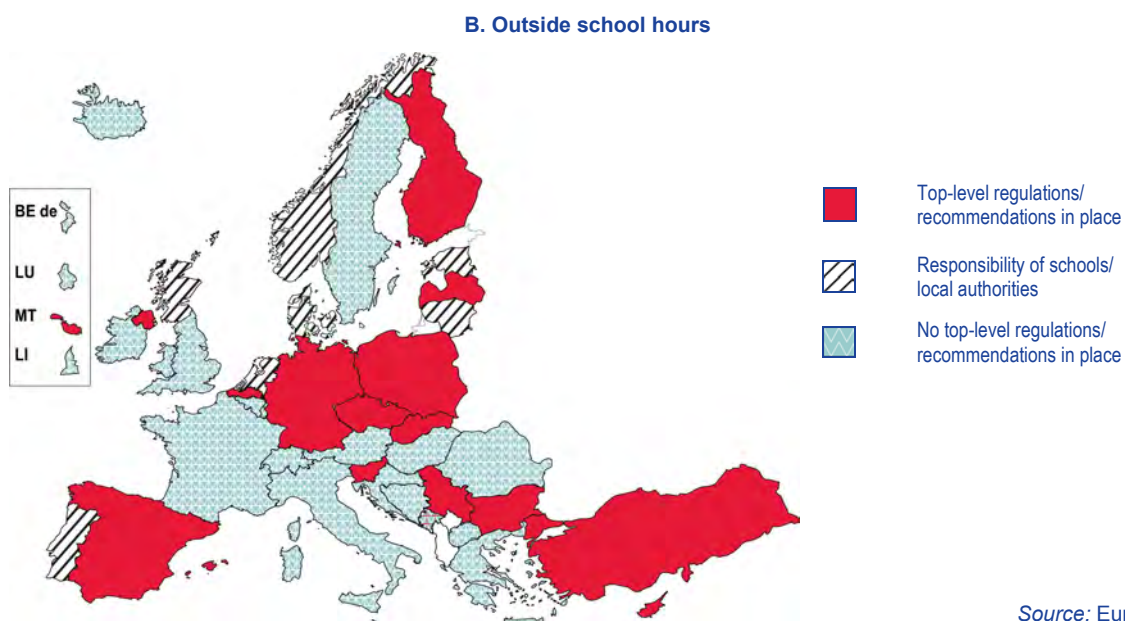 B. Outside school hours
BE de
LU
MT
LI
Top-level regulations/
recommendations in place
Responsibility of schools/
local authorities
No top-level regulations/
recommendations in place
Source: Eur